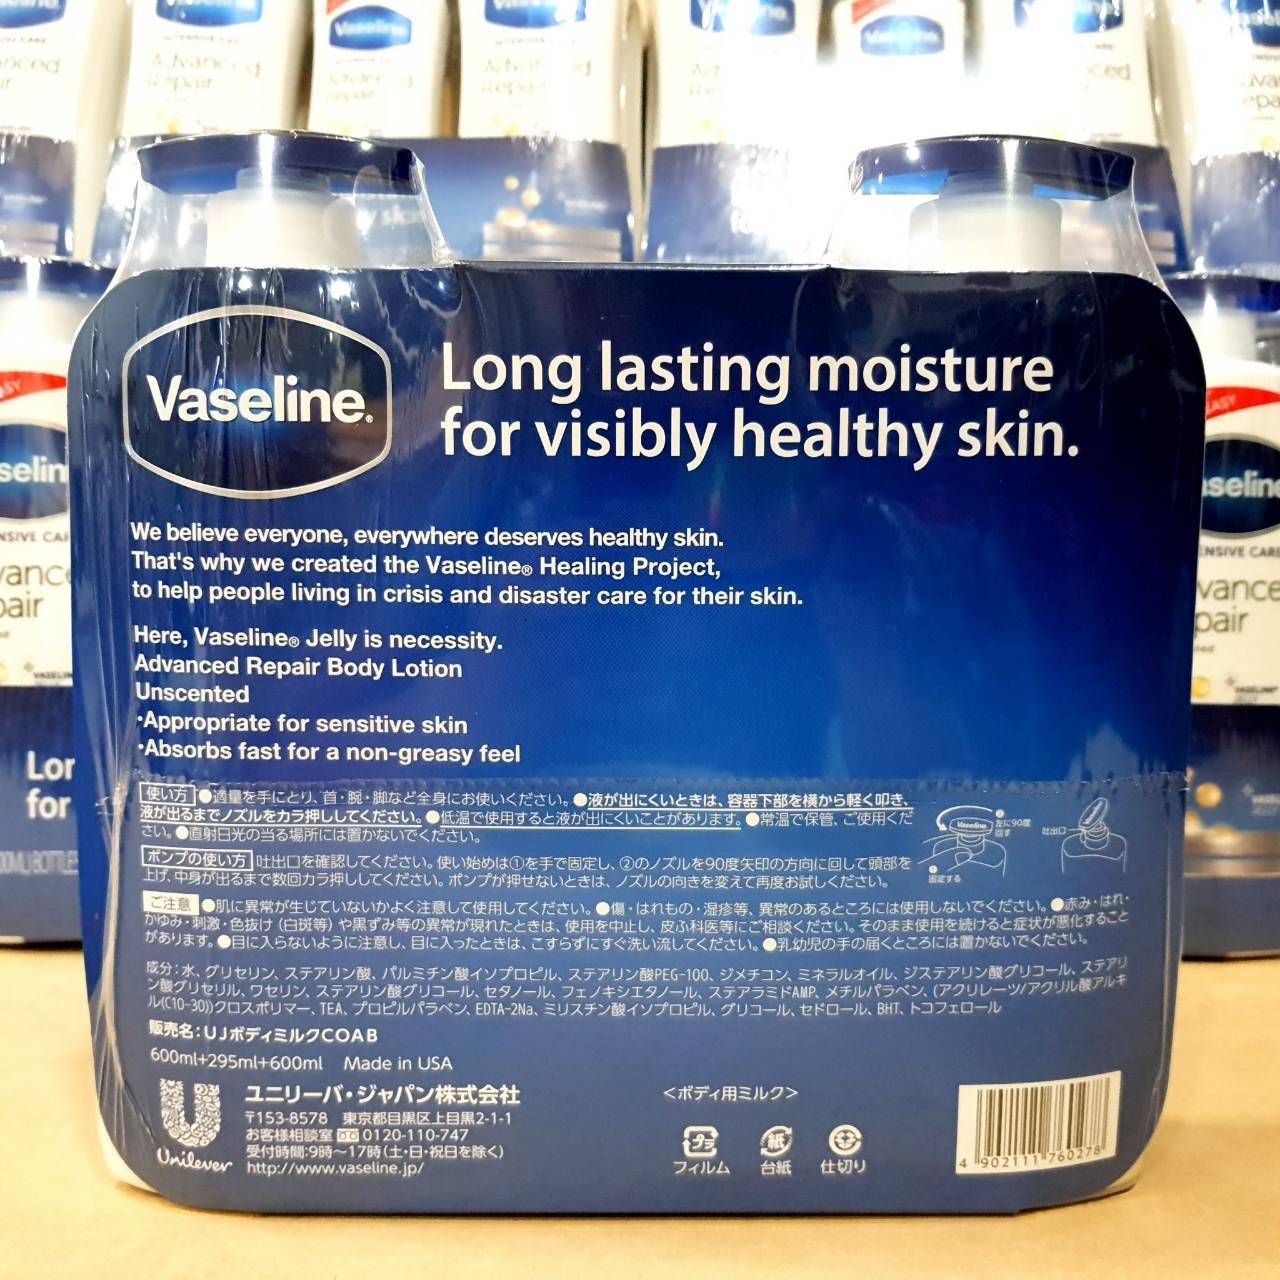 Vaseline®
Long lasting moisture
for visibly healthy skin.
We believe everyone, everywhere deserves healthy skin.
That's why we created the Vaseline® Healing Project,
to help people living in crisis and disaster care for their skin.
Here, Vaseline® Jelly is necessity.
Advanced Repair Body Lotion
Unscented
・Appropriate for sensitive skin
・Absorbs fast for a non-greasy feel
使い方 ●適量を手にとり、首・腕・脚など全身にお使いください。●液が出にくいときは、容器下部を横から軽く叩き、
液が出るまでノズルをカラ押ししてください。●低温で使用すると液が出にくいことがあります。●常温で保管、ご使用くだ
さい。●直射日光の当る場所には置かないでください。
ポンプの使い方 吐出口を確認してください。使い始めは①を手で固定し、②のノズルを90度矢印の方向に回して頭部を
上げ、中身が出るまで数回カラ押ししてください。ポンプが押せないときは、ノズルの向きを変えて再度お試しください。
Vaseline
②左に90度
回す
①
固定する
吐出口
ご注意 ●肌に異常が生じていないかよく注意して使用してください。●傷・はれもの・湿疹等、異常のあるところには使用しないでください。●赤み・はれ・
かゆみ・刺激・色抜け(白斑等)や黒ずみ等の異常が現れたときは、使用を中止し、皮ふ科医等にご相談ください。そのまま使用を続けると症状が悪化すること
があります。●目に入らないように注意し、目に入ったときは、こすらずにすぐ洗い流してください。●乳幼児の手の届くところには置かないでください。
成分:水、グリセリン、ステアリン酸、パルミチン酸イソプロピル、ステアリン酸PEG-100、ジメチコン、ミネラルオイル、ジステアリン酸グリコール、ステアリ
ン酸グリセリル、ワセリン、ステアリン酸グリコール、セタノール、フェノキシエタノール、ステアラミドAMP、メチルパラベン、(アクリレーツ/アクリル酸アルキ
ル(C10-30))クロスポリマー、TEA、プロピルパラベン、EDTA-2Na、ミリスチン酸イソプロピル、グリコール、セドロール、BHT、トコフェロール
販売名:UJボディミルクCOAB
600ml+295ml+600ml Made in USA
Unilever
ユニリーバ・ジャパン株式会社
〒153-8578 東京都目黒区上目黒2-1-1
お客様相談室 0120-110-747
受付時間:9時～17時(土・日・祝日を除く)
http://www.vaseline.jp/
<ボディ用ミルク>
プラ
フィルム
紙
台紙
仕切り
4 902111 760278